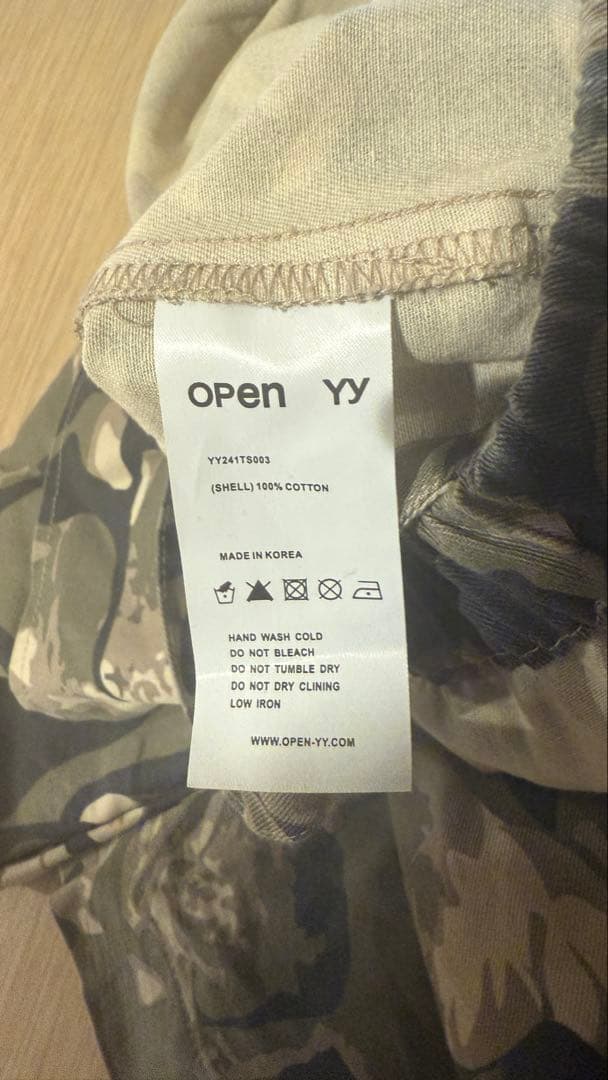 OPen YY
YY241TS003
(SHELL) 100% COTTON
MADE IN KOREA
HAND WASH COLD
DO NOT BLEACH
DO NOT TUMBLE DRY
DO NOT DRY CLINING
LOW IRON
WWW.OPEN-YY.COM